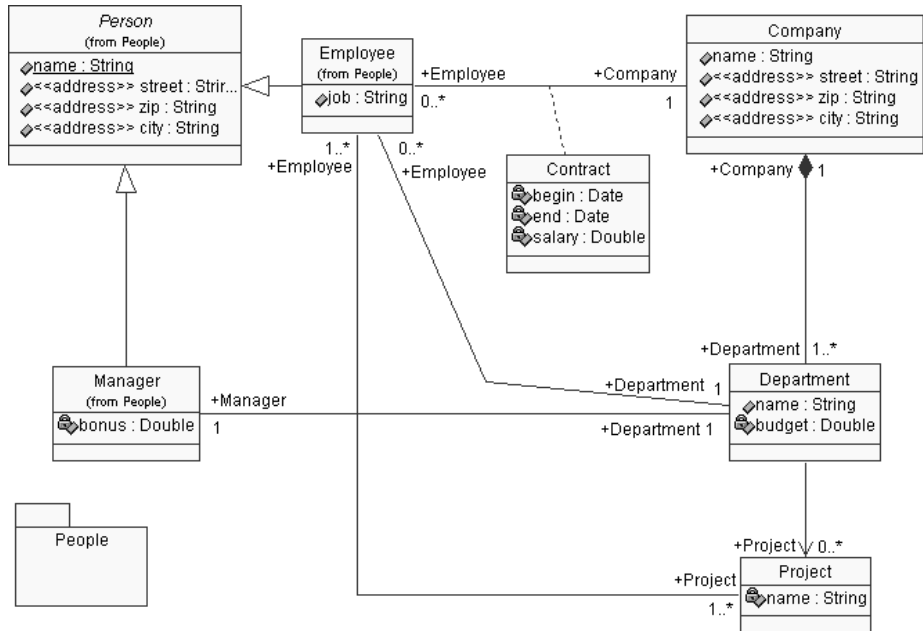 Person
(from People)
name : String
<<address>> street : Strir...
<<address>> zip : String
<<address>> city : String
Employee
(from People)
job : String
+Employee
0..*
+Company
1
Company
name : String
<<address>> street : String
<<address>> zip : String
<<address>> city : String
1..*
+Employee
0..*
+Employee
Contract
begin : Date
end : Date
salary : Double
+Company
1
+Department
1..*
Manager
(from People)
bonus : Double
+Manager
1
+Department
1
+Department 1
Department
name : String
budget : Double
People
+Project
0..*
+Project
1..*
Project
name : String